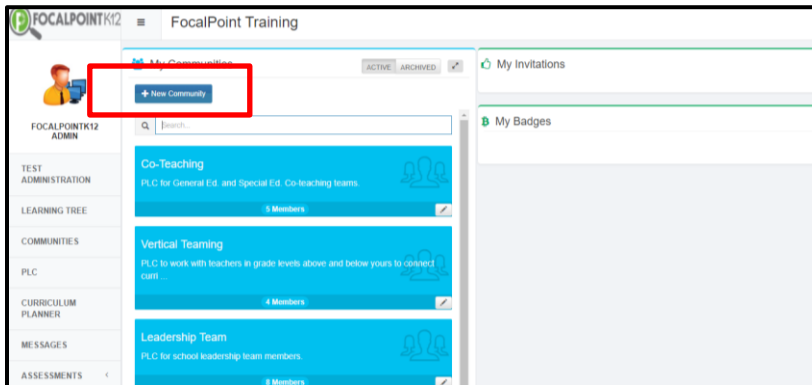 FOCALPOINTK12
FocalPoint Training
FOCALPOINTK12
ADMIN
TEST
ADMINISTRATION
LEARNING TREE
COMMUNITIES
PLC
CURRICULUM
PLANNER
MESSAGES
ASSESSMENTS
My Communities
ACTIVE ARCHIVED
+ New Community
Search...
Co-Teaching
PLC for General Ed. and Special Ed. Co-teaching teams.
5 Members
Vertical Teaming
PLC to work with teachers in grade levels above and below yours to connect
curri ...
4 Members
Leadership Team
PLC for school leadership team members.
8 Members
My Invitations
My Badges